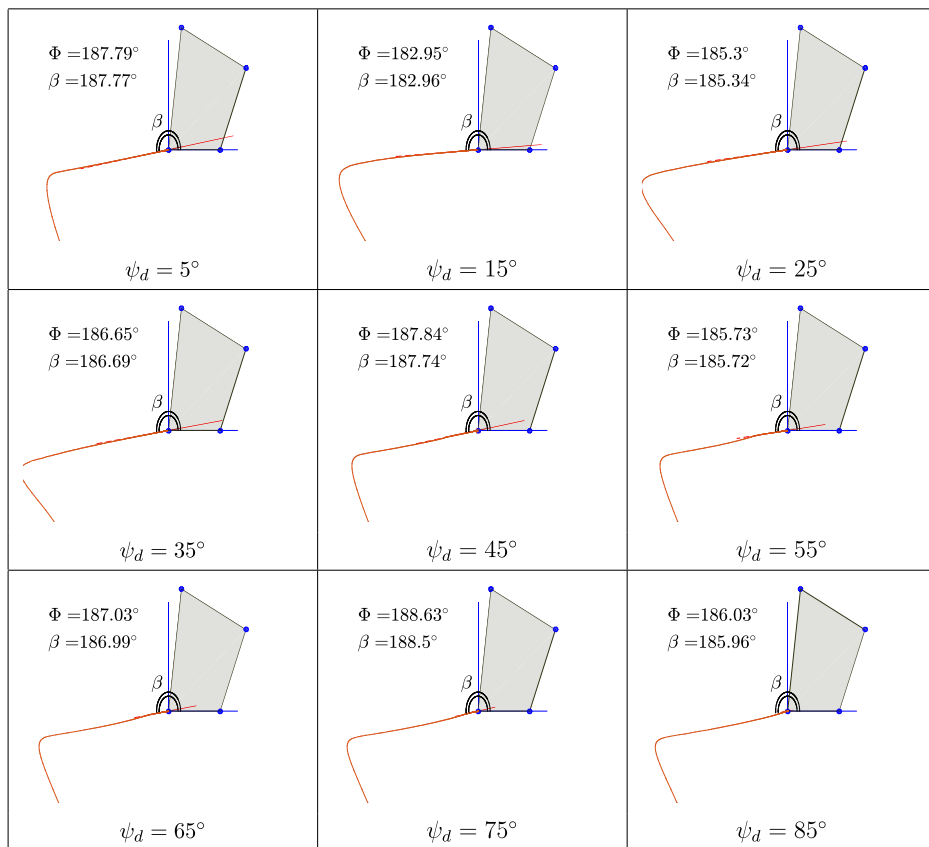 Φ =187.79°
β =187.77°
β
ψ_d = 5°
Φ =182.95°
β =182.96°
β
ψ_d = 15°
Φ =185.3°
β =185.34°
β
ψ_d = 25°
Φ =186.65°
β =186.69°
β
ψ_d = 35°
Φ =187.84°
β =187.74°
β
ψ_d = 45°
Φ =185.73°
β =185.72°
β
ψ_d = 55°
Φ =187.03°
β =186.99°
β
ψ_d = 65°
Φ =188.63°
β =188.5°
β
ψ_d = 75°
Φ =186.03°
β =185.96°
β
ψ_d = 85°